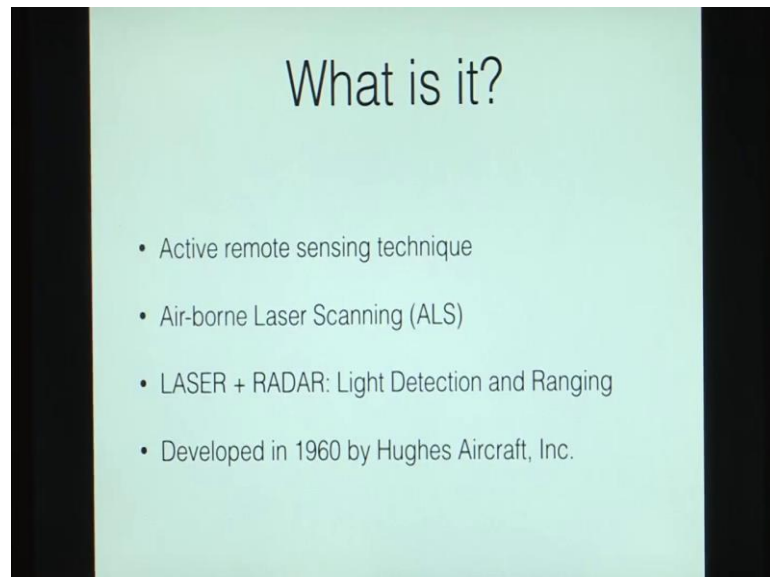 What is it?
• Active remote sensing technique
• Air-borne Laser Scanning (ALS)
• LASER + RADAR: Light Detection and Ranging
• Developed in 1960 by Hughes Aircraft, Inc.